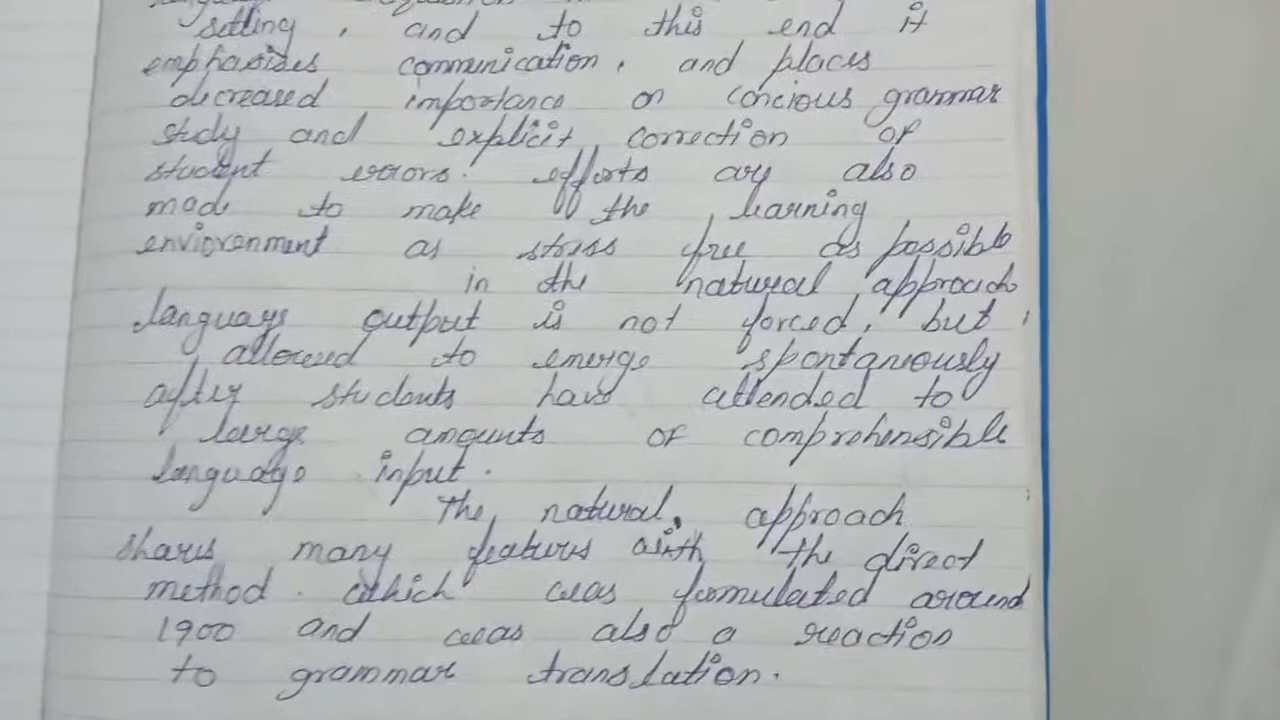 setting, and to this end it
emphasises communication, and places
decreased importance on concious grammar
study and explicit correction of
student errors. efforts are also
made to make the learning
enviorenment as stress free as possible
in the natural approach
language output is not forced, but
allowed to emerge spontaneously
after students have attended to
large amounts of comprehensible
language input.
The natural, approach
shares many features with the direct
method. which was formulated around
1900 and was also a reaction
to grammar translation.